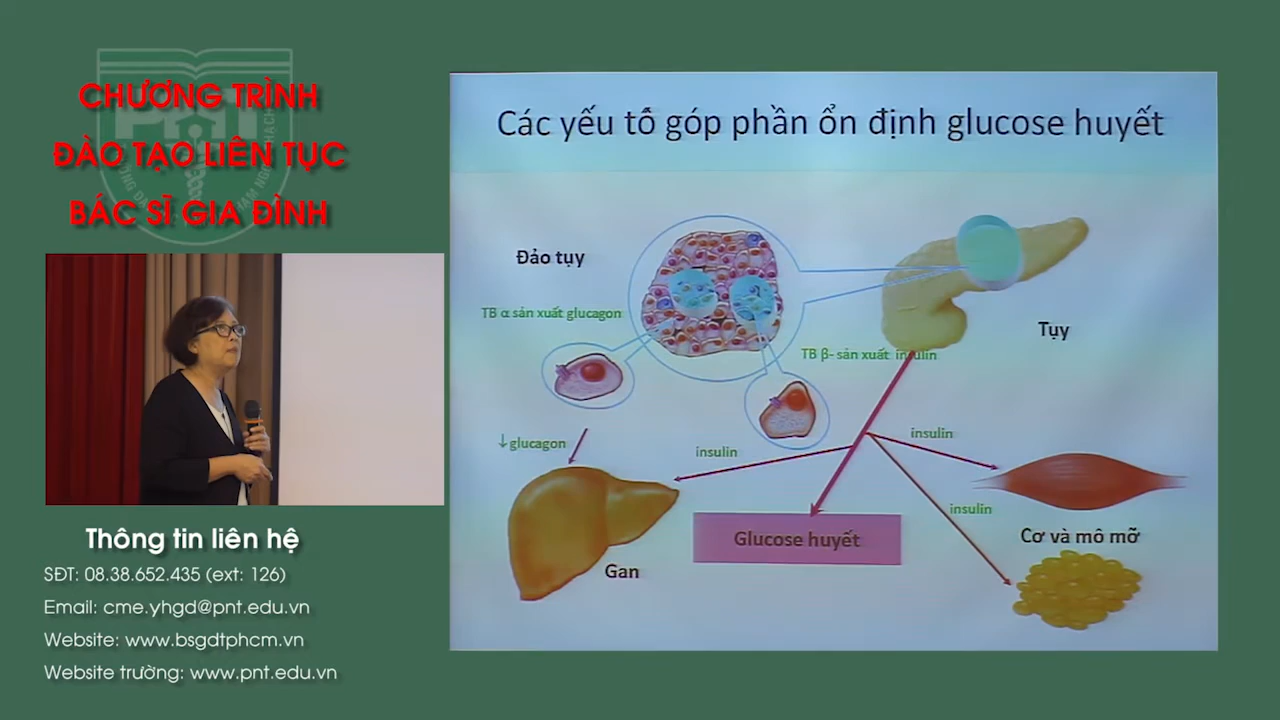 CHƯƠNG TRÌNH
ĐÀO TẠO LIÊN TỤC
BÁC SĨ GIA ĐÌNH
Thông tin liên hệ
SĐT: 08.38.652.435 (ext: 126)
Email: cme.yhgd@pnt.edu.vn
Website: www.bsgdtphcm.vn
Website trường: www.pnt.edu.vn
Các yếu tố góp phần ổn định glucose huyết
Đảo tụy
TB α sản xuất glucagon
Tụy
TB β- sản xuất insulin
↓glucagon
insulin
insulin
insulin
Glucose huyết
Cơ và mô mỡ
Gan